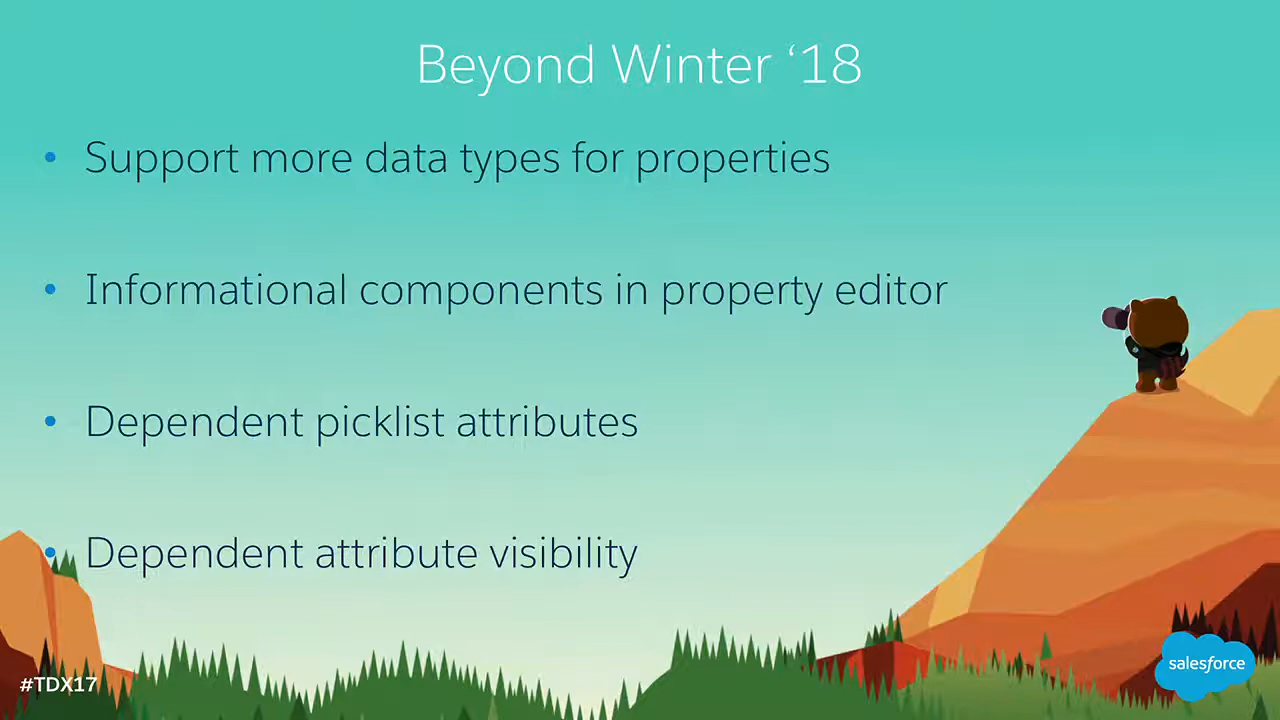 Beyond Winter ‘18
• Support more data types for properties
• Informational components in property editor
• Dependent picklist attributes
• Dependent attribute visibility
#TDX17
salesforce